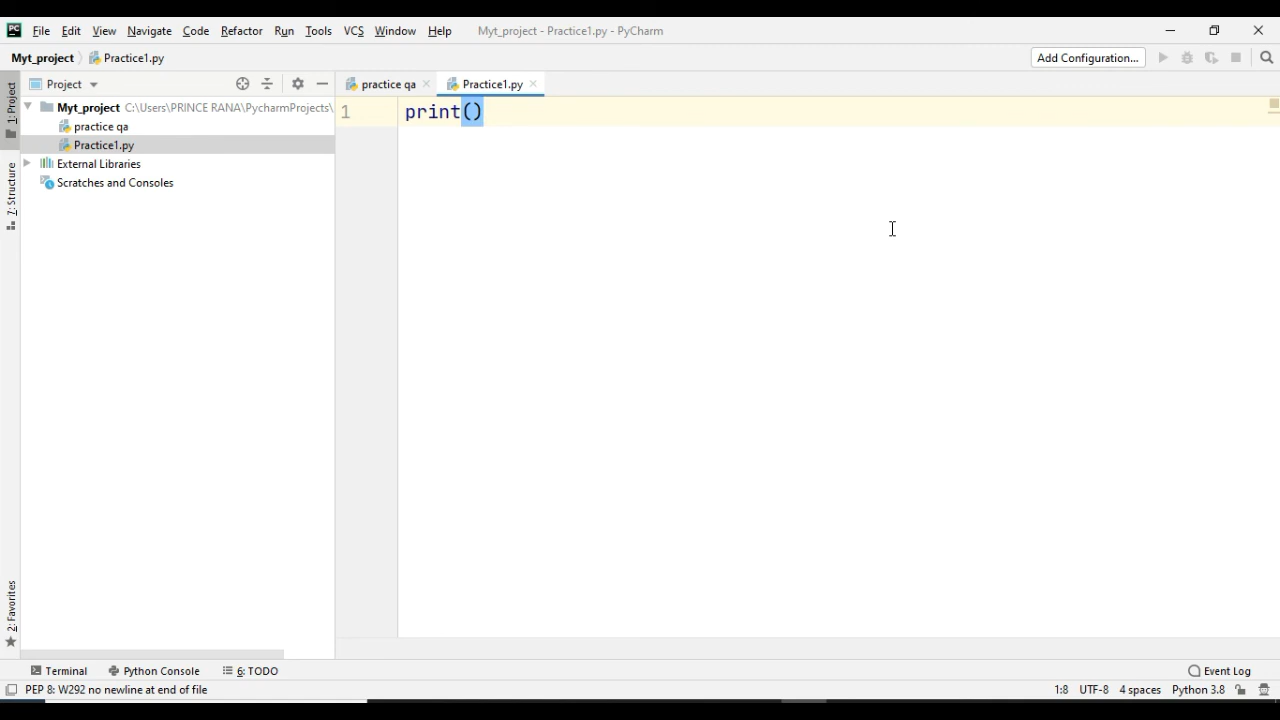 PC File Edit View Navigate Code Refactor Run Tools VCS Window Help Myt_project - Practice1.py - PyCharm
Myt_project Practice1.py Add Configuration...
1: Project Project practice qa Practice1.py
Myt_project C:\Users\PRINCE RANA\PycharmProjects\
1 print()
practice qa
Practice1.py
External Libraries
Scratches and Consoles
Z: Structure
2: Favorites
Terminal Python Console 6: TODO Event Log
PEP 8: W292 no newline at end of file 1:8 UTF-8 4 spaces Python 3.8